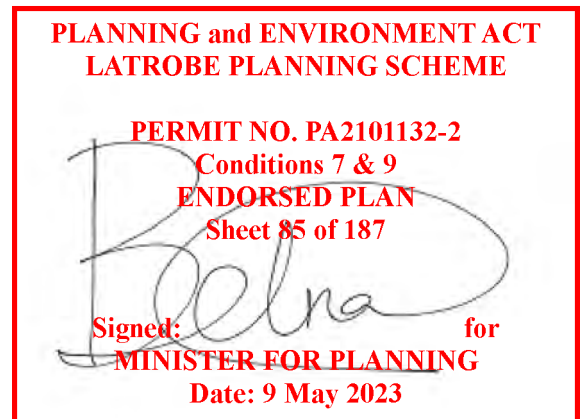 PLANNING and ENVIRONMENT ACT
LATROBE PLANNING SCHEME
PERMIT NO. PA2101132-2
Conditions 7 & 9
ENDORSED PLAN
Sheet 85 of 187
Signed: for
MINISTER FOR PLANNING
Date: 9 May 2023